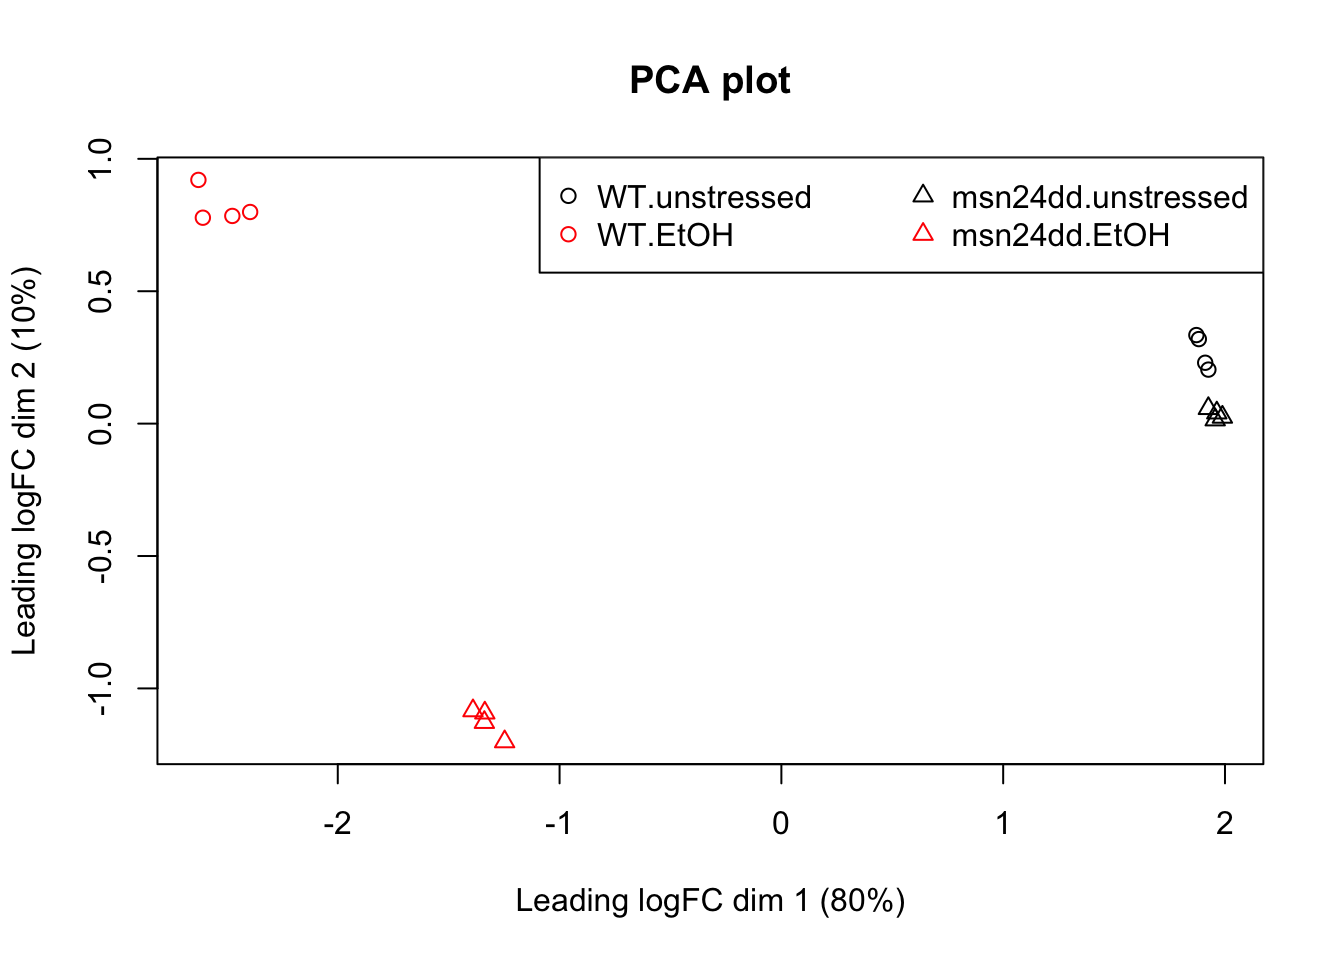 PCA plot
WT.unstressed msn24dd.unstressed
WT.EtOH msn24dd.EtOH
1.0
0.5
0.0
-0.5
-1.0
Leading logFC dim 2 (10%)
-2 -1 0 1 2
Leading logFC dim 1 (80%)